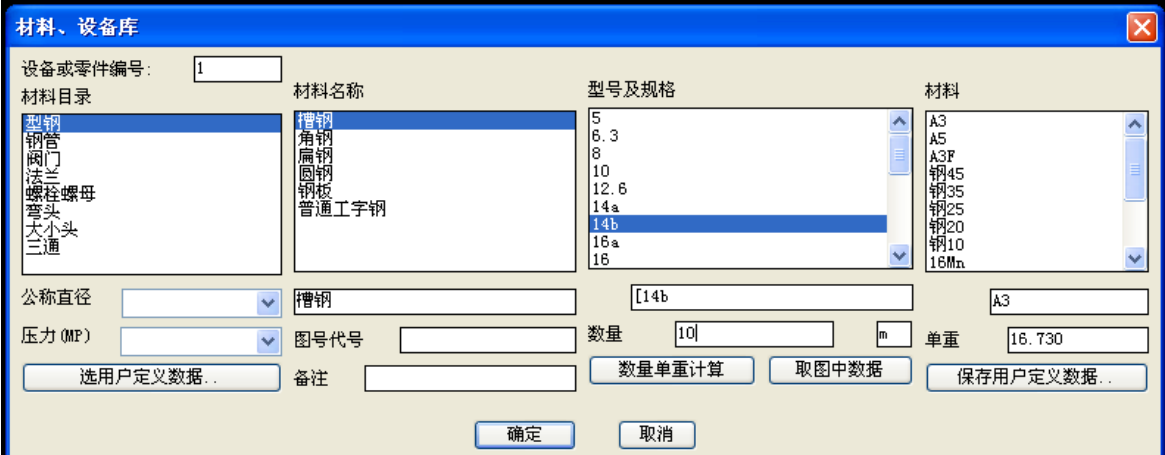 材料、设备库
设备或零件编号:
1
材料目录
型钢
钢管
阀门
法兰
螺栓螺母
弯头
大小头
三通
材料名称
槽钢
角钢
扁钢
圆钢
钢板
普通工字钢
型号及规格
5
6.3
8
10
12.6
14a
14b
16a
16
材料
A3
A5
A3F
钢45
钢35
钢25
钢20
钢10
16Mn
公称直径
槽钢
[14b
A3
压力(MP)
图号代号
数量
10
m
单重
16.730
选用户定义数据..
备注
数量单重计算
取图中数据
保存用户定义数据..
确定
取消